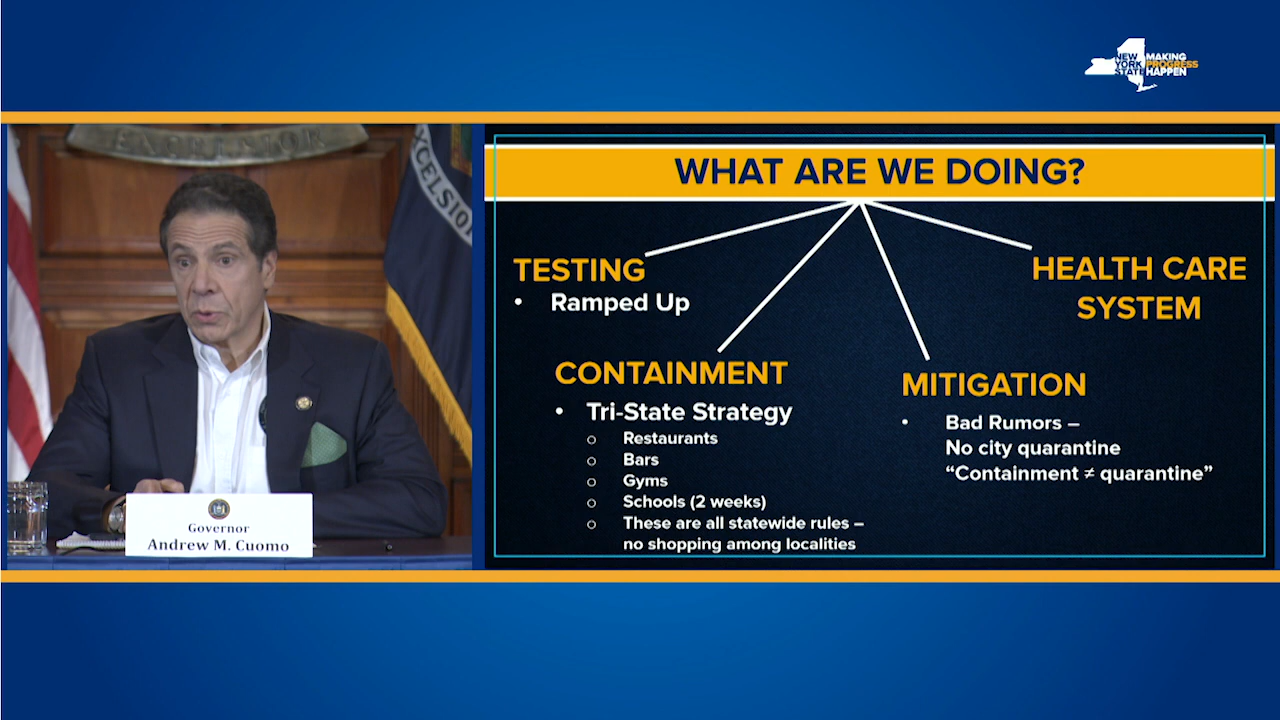 NEW
YORK
STATE
MAKING
PROGRESS
HAPPEN
EXCELSIOR
XCELSIOR
Governor
Andrew M. Cuomo
WHAT ARE WE DOING?
TESTING
• Ramped Up
CONTAINMENT
• Tri-State Strategy
o Restaurants
o Bars
o Gyms
o Schools (2 weeks)
o These are all statewide rules –
no shopping among localities
MITIGATION
• Bad Rumors –
No city quarantine
“Containment ≠ quarantine”
HEALTH CARE
SYSTEM